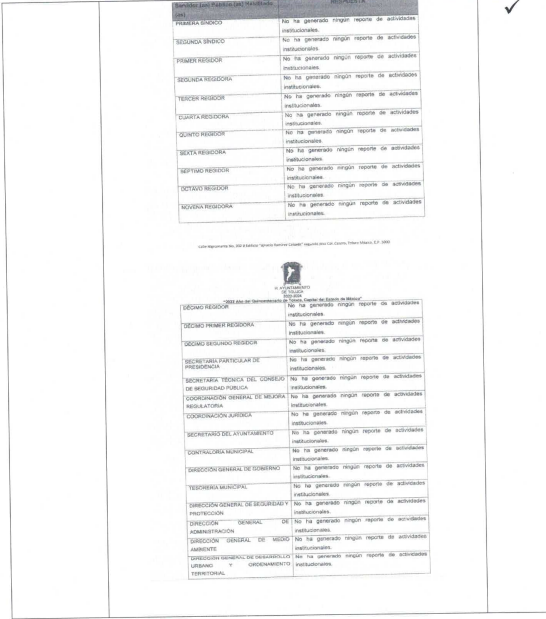 Servidor (as) Público (as) Habilitado (as) RESPUESTA
PRIMERA SÍNDICO No ha generado ningún reporte de actividades institucionales.
SEGUNDA SÍNDICO No ha generado ningún reporte de actividades institucionales.
PRIMER REGIDOR No ha generado ningún reporte de actividades institucionales.
SEGUNDA REGIDORA No ha generado ningún reporte de actividades institucionales.
TERCER REGIDOR No ha generado ningún reporte de actividades institucionales.
CUARTA REGIDORA No ha generado ningún reporte de actividades institucionales.
QUINTO REGIDOR No ha generado ningún reporte de actividades institucionales.
SEXTA REGIDORA No ha generado ningún reporte de actividades institucionales.
SÉPTIMO REGIDOR No ha generado ningún reporte de actividades institucionales.
OCTAVO REGIDOR No ha generado ningún reporte de actividades institucionales.
NOVENA REGIDORA No ha generado ningún reporte de actividades institucionales.
segundo piso Col. Centro, Toluca México, C.P. 5000
H. AYUNTAMIENTO
DE TOLUCA
2022-2024
"2022 Año del de Toluca, Capital del Estado de México"
DÉCIMO REGIDOR No ha generado ningún reporte de actividades institucionales.
DÉCIMO PRIMER REGIDORA No ha generado ningún reporte de actividades institucionales.
DÉCIMO SEGUNDO REGIDOR No ha generado ningún reporte de actividades institucionales.
SECRETARÍA PARTICULAR DE PRESIDENCIA No ha generado ningún reporte de actividades institucionales.
SECRETARÍA TÉCNICA DEL CONSEJO DE SEGURIDAD PÚBLICA No ha generado ningún reporte de actividades institucionales.
COORDINACIÓN GENERAL DE MEJORA REGULATORIA No ha generado ningún reporte de actividades institucionales.
COORDINACIÓN JURÍDICA No ha generado ningún reporte de actividades institucionales.
SECRETARIO DEL AYUNTAMIENTO No ha generado ningún reporte de actividades institucionales.
CONTRALORÍA MUNICIPAL No ha generado ningún reporte de actividades institucionales.
DIRECCIÓN GENERAL DE GOBIERNO No ha generado ningún reporte de actividades institucionales.
TESORERÍA MUNICIPAL No ha generado ningún reporte de actividades institucionales.
DIRECCIÓN GENERAL DE SEGURIDAD Y PROTECCIÓN No ha generado ningún reporte de actividades institucionales.
DIRECCIÓN GENERAL DE ADMINISTRACIÓN No ha generado ningún reporte de actividades institucionales.
DIRECCIÓN GENERAL DE MEDIO AMBIENTE No ha generado ningún reporte de actividades institucionales.
DIRECCIÓN GENERAL DE DESARROLLO URBANO Y ORDENAMIENTO TERRITORIAL No ha generado ningún reporte de actividades institucionales.